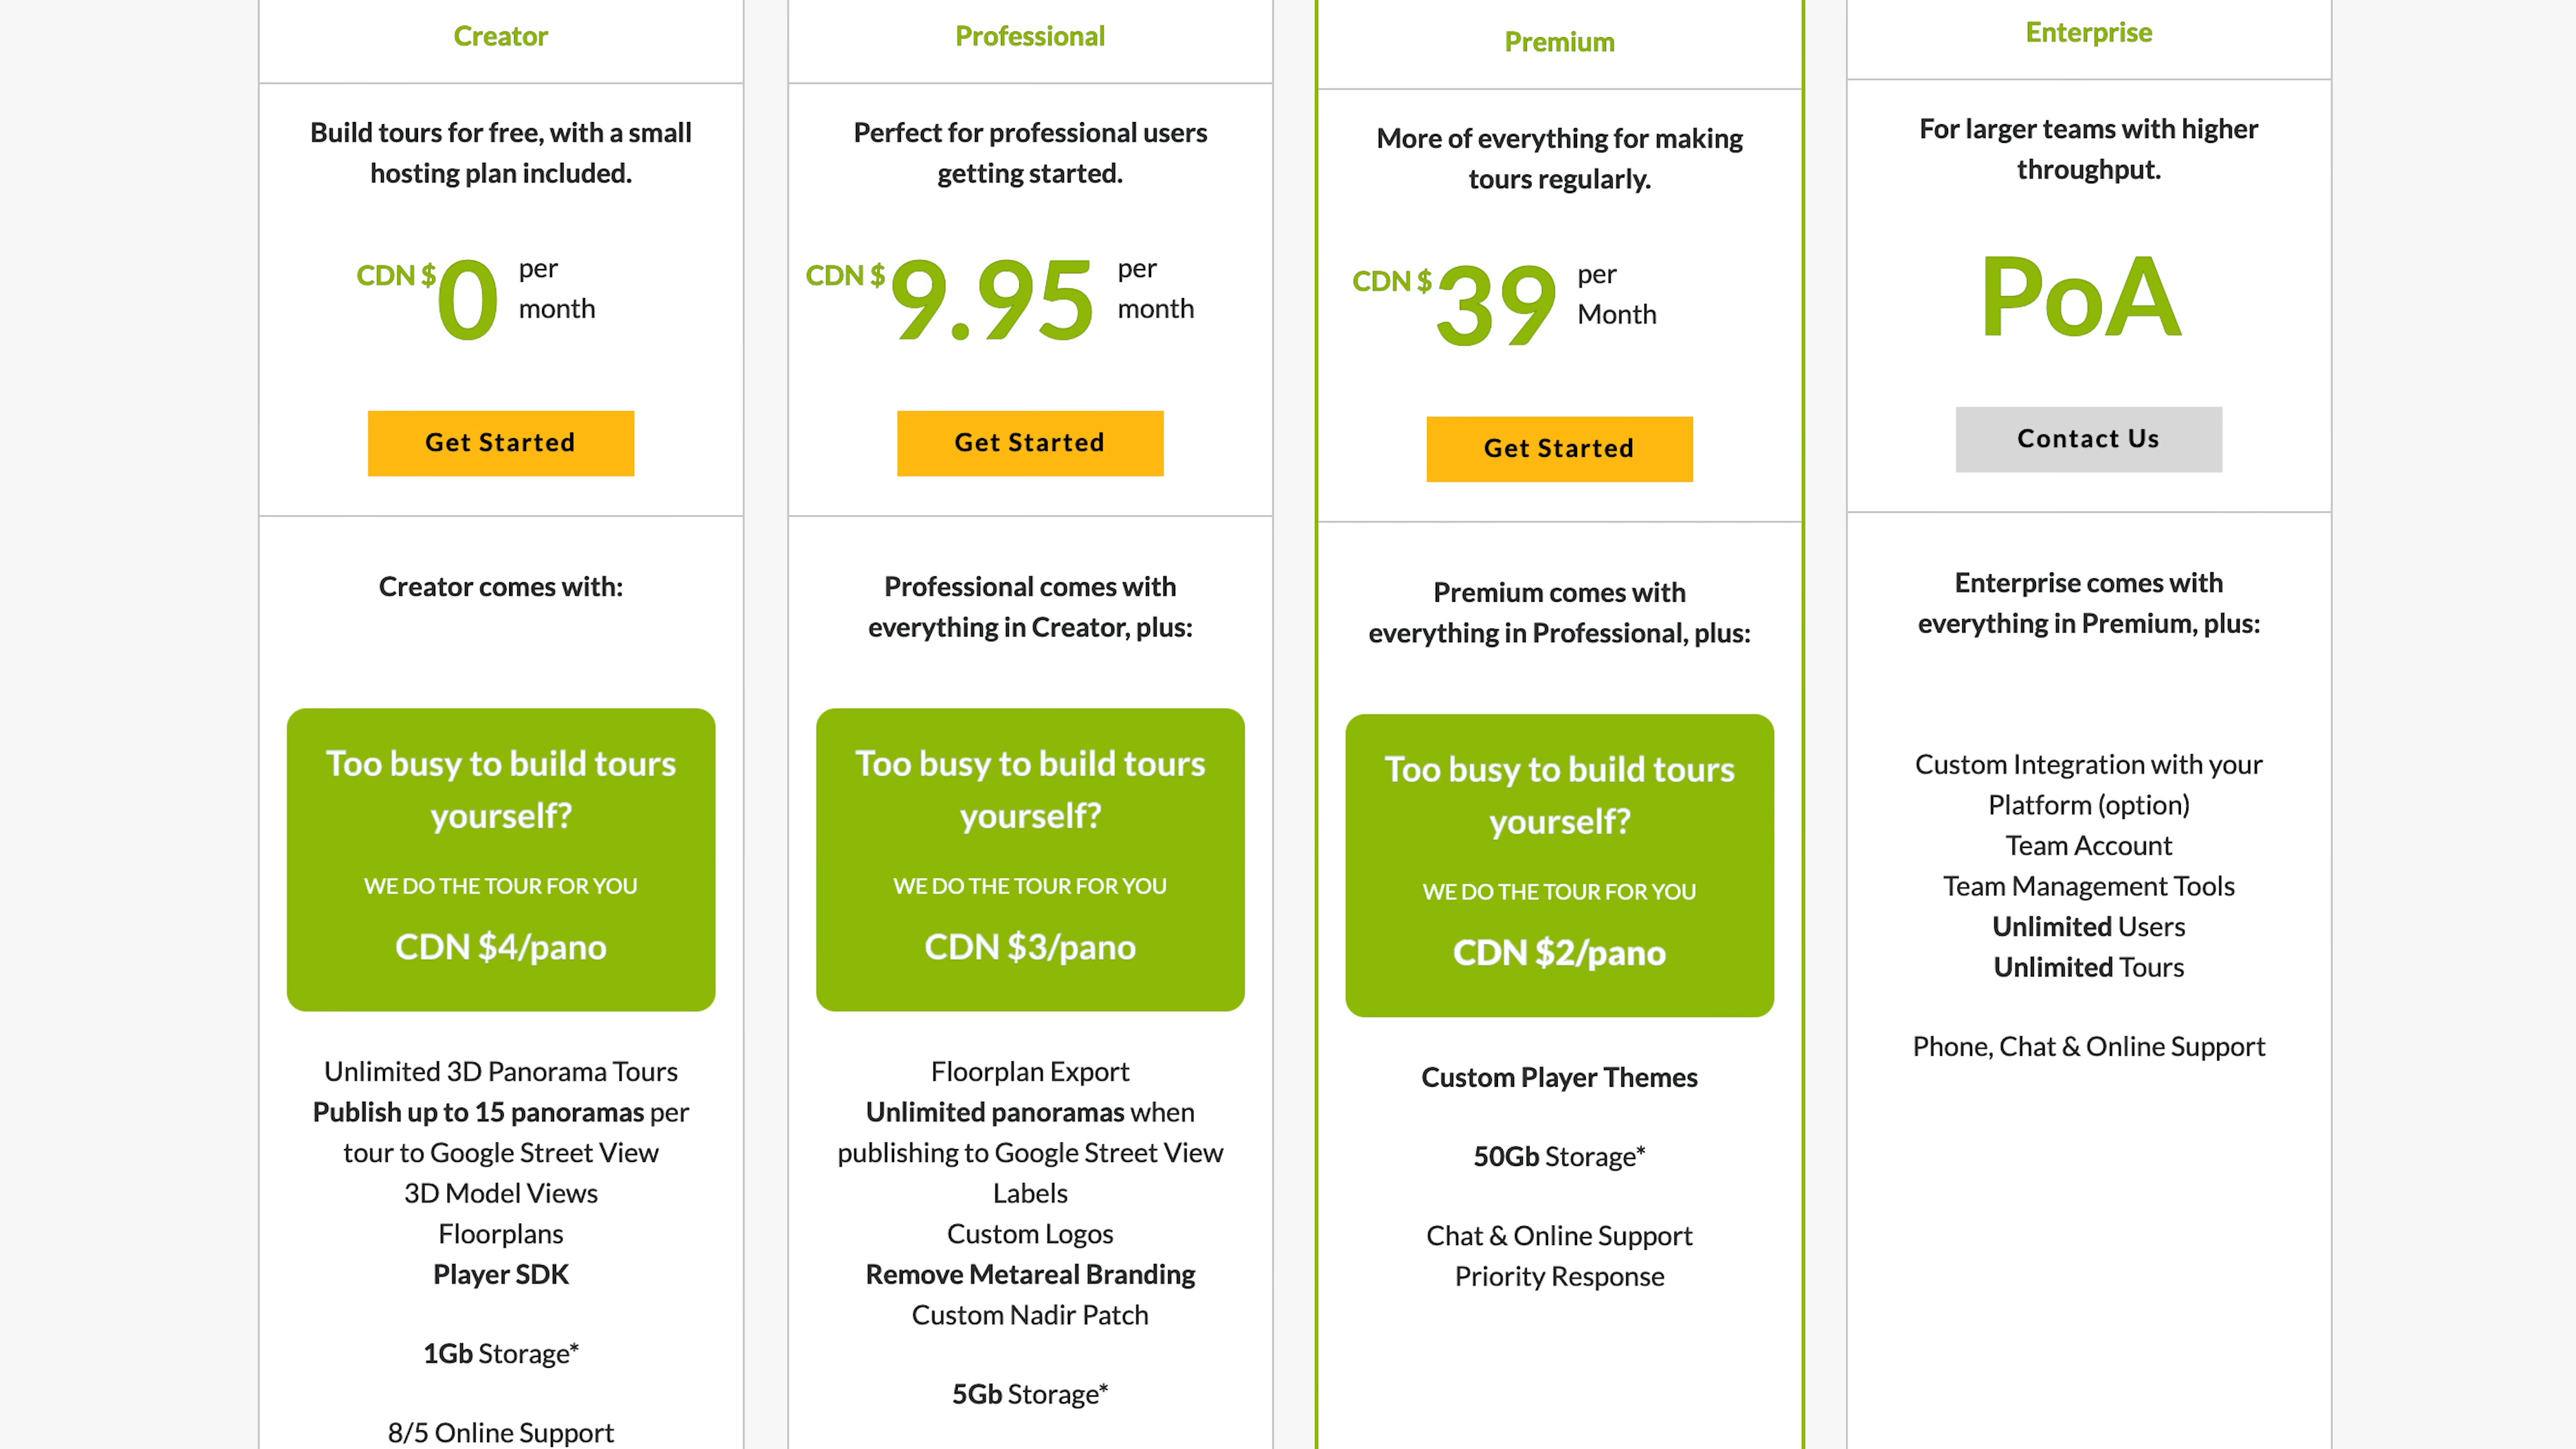 Creator
Build tours for free, with a small
hosting plan included.
CDN $0 per
month
Get Started
Creator comes with:
Too busy to build tours
yourself?
WE DO THE TOUR FOR YOU
CDN $4/pano
Unlimited 3D Panorama Tours
Publish up to 15 panoramas per
tour to Google Street View
3D Model Views
Floorplans
Player SDK
1Gb Storage*
8/5 Online Support
Professional
Perfect for professional users
getting started.
CDN $9.95 per
month
Get Started
Professional comes with
everything in Creator, plus:
Too busy to build tours
yourself?
WE DO THE TOUR FOR YOU
CDN $3/pano
Floorplan Export
Unlimited panoramas when
publishing to Google Street View
Labels
Custom Logos
Remove Metareal Branding
Custom Nadir Patch
5Gb Storage*
Premium
More of everything for making
tours regularly.
CDN $39 per
Month
Get Started
Premium comes with
everything in Professional, plus:
Too busy to build tours
yourself?
WE DO THE TOUR FOR YOU
CDN $2/pano
Custom Player Themes
50Gb Storage*
Chat & Online Support
Priority Response
Enterprise
For larger teams with higher
throughput.
PoA
Contact Us
Enterprise comes with
everything in Premium, plus:
Custom Integration with your
Platform (option)
Team Account
Team Management Tools
Unlimited Users
Unlimited Tours
Phone, Chat & Online Support